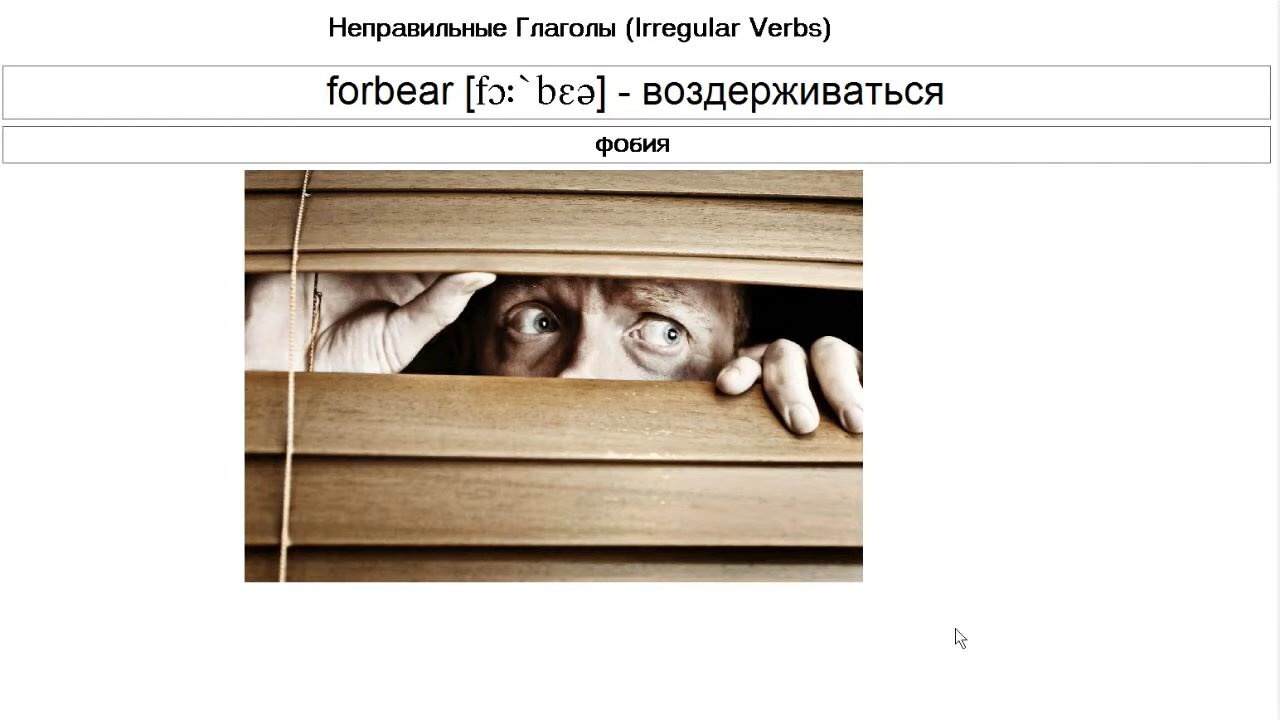 Неправильные Глаголы (Irregular Verbs)
forbear [fɔ:`bɛə] - воздерживаться
фобия